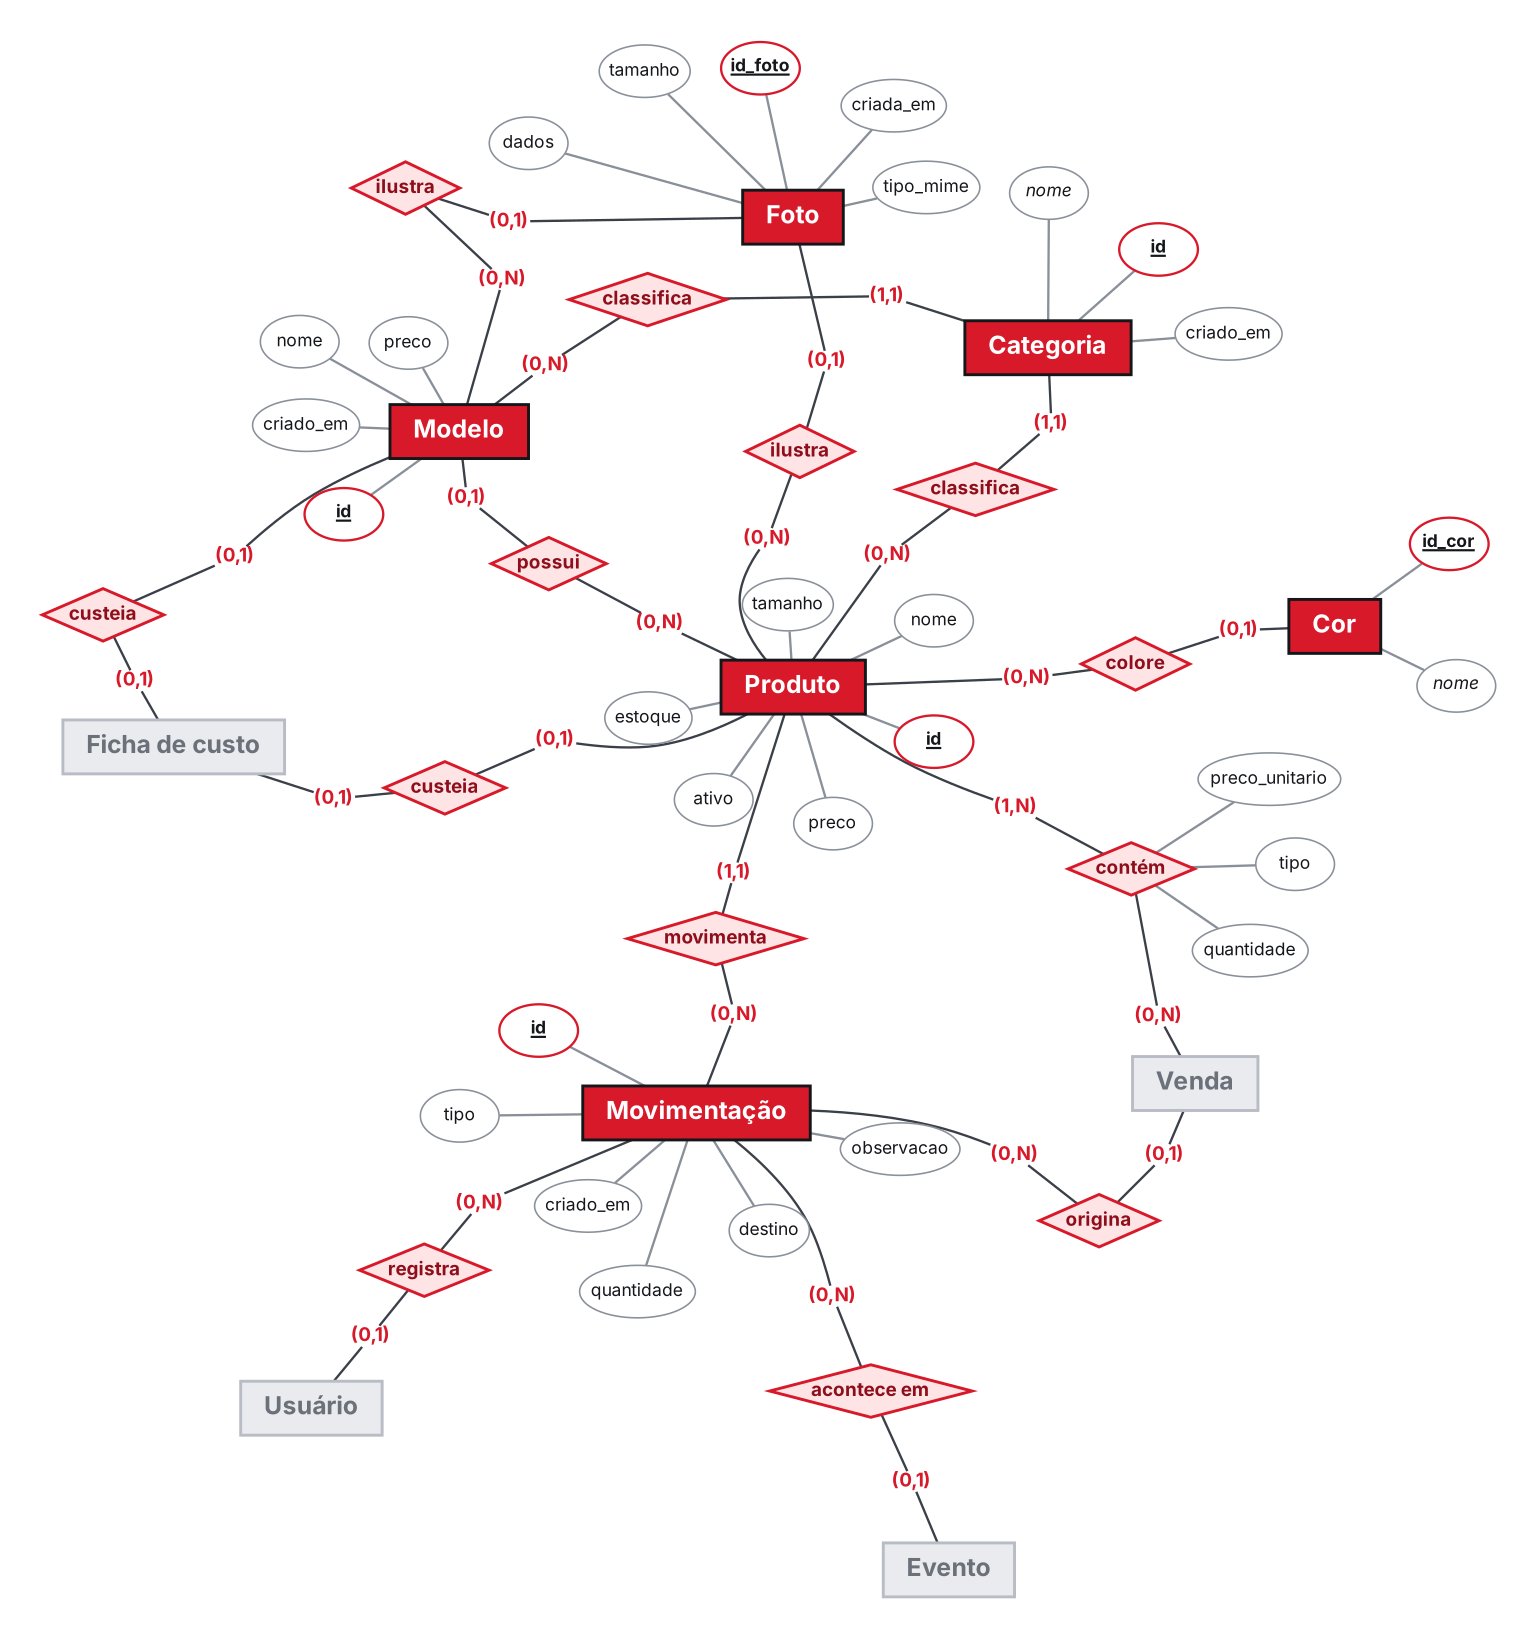 id_foto
tamanho
criada_em
dados
ilustra
tipo_mime
nome
Foto
(0,1)
id
(0,N)
classifica
(1,1)
nome
preco
criado_em
Categoria
(0,N)
(0,1)
criado_em
Modelo
(1,1)
ilustra
(0,1)
classifica
id
(0,N)
id_cor
(0,1)
(0,N)
possui
custeia
tamanho
nome
(0,N)
(0,1)
Cor
colore
(0,1)
(0,N)
Produto
nome
estoque
(0,1)
id
Ficha de custo
preco_unitario
custeia
(0,1)
ativo
(1,N)
preco
tipo
contém
(1,1)
movimenta
quantidade
(0,N)
(0,N)
id
Venda
tipo
Movimentação
observacao
(0,N)
(0,1)
(0,N)
criado_em
destino
origina
registra
quantidade
(0,N)
(0,1)
acontece em
Usuário
(0,1)
Evento